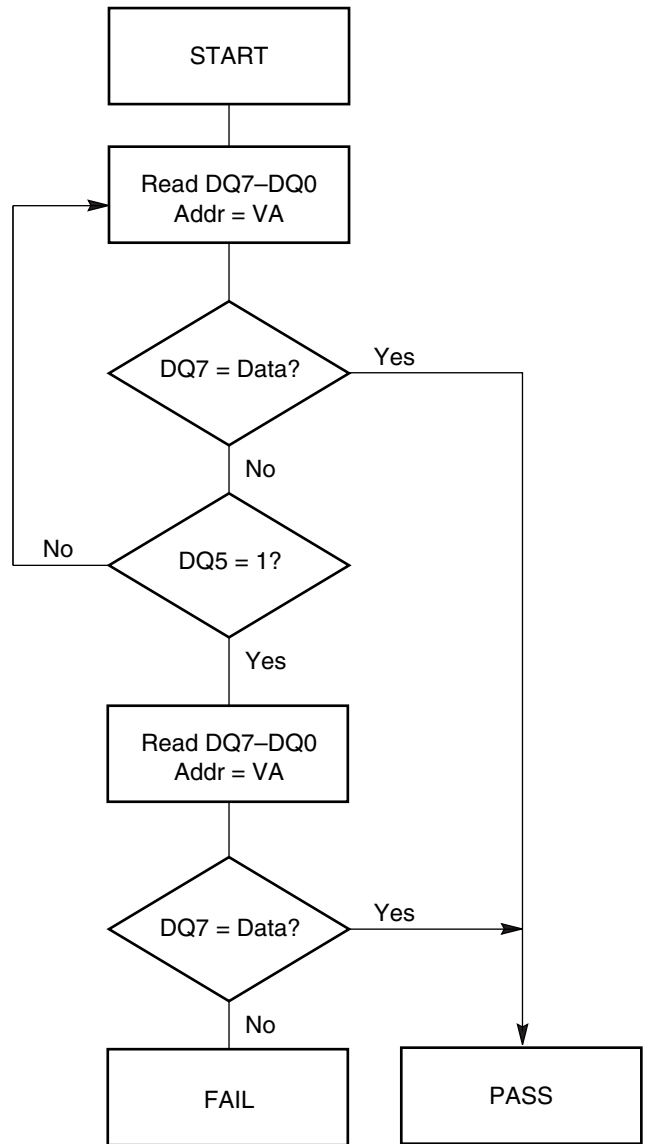 START
Read DQ7–DQ0
Addr = VA
DQ7 = Data?
Yes
No
No
DQ5 = 1?
Yes
Read DQ7–DQ0
Addr = VA
DQ7 = Data?
Yes
No
FAIL
PASS